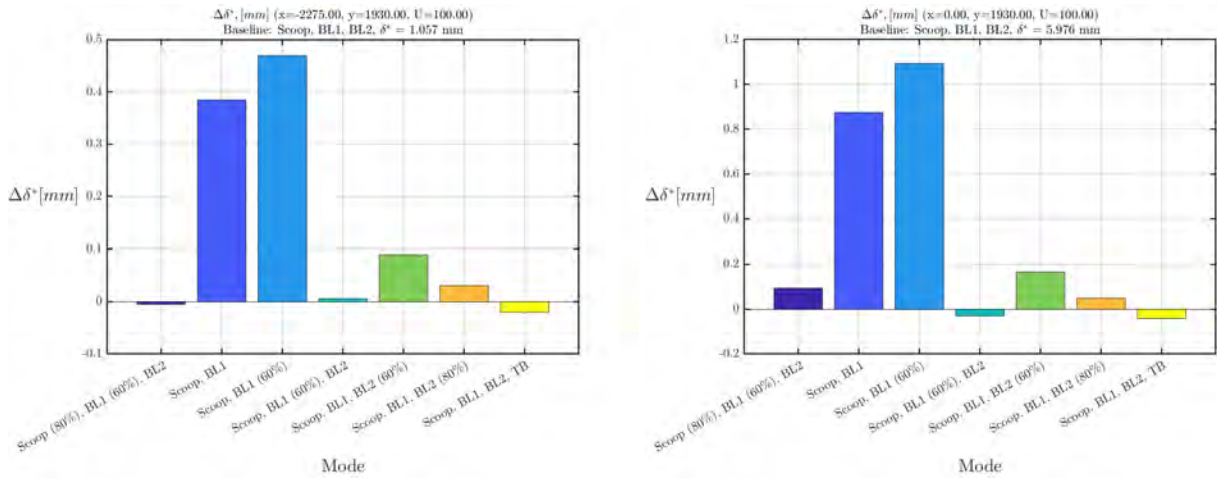 Δδ*, [mm] (x=-2275.00, y=1930.00, U=100.00)
Baseline: Scoop, BL1, BL2, δ* = 1.057 mm
0.5
0.4
0.3
0.2
0.1
0
-0.1
Δδ*[mm]
Scoop (80%), BL1 (60%), BL2
Scoop, BL1
Scoop, BL1 (60%)
Scoop, BL1 (60%), BL2
Scoop, BL1, BL2 (60%)
Scoop, BL1, BL2 (80%)
Scoop, BL1, BL2, TB
Mode
Δδ*, [mm] (x=0.00, y=1930.00, U=100.00)
Baseline: Scoop, BL1, BL2, δ* = 5.976 mm
1.2
1
0.8
0.6
0.4
0.2
0
-0.2
Δδ*[mm]
Scoop (80%), BL1 (60%), BL2
Scoop, BL1
Scoop, BL1 (60%)
Scoop, BL1 (60%), BL2
Scoop, BL1, BL2 (60%)
Scoop, BL1, BL2 (80%)
Scoop, BL1, BL2, TB
Mode